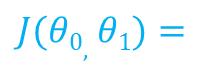 J(θ₀, θ₁) =